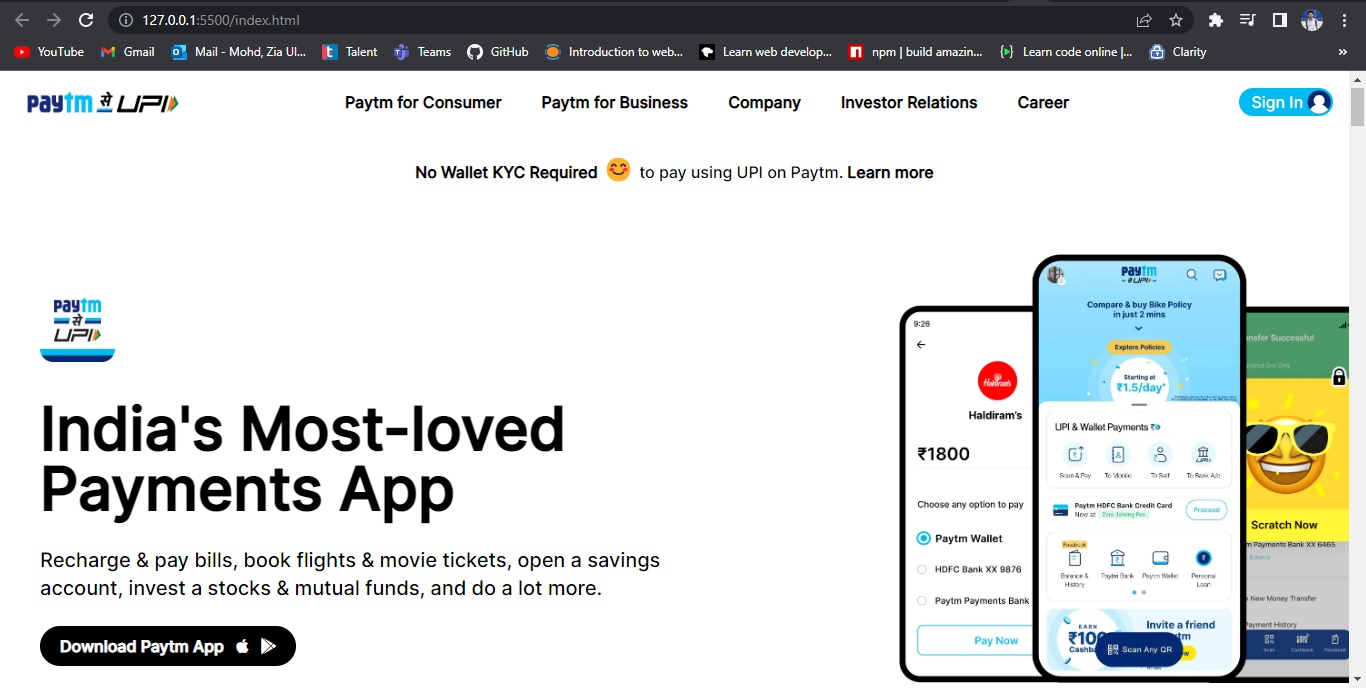 127.0.0.1:5500/index.html
YouTube
Gmail
Mail - Mohd, Zia Ul...
Talent
Teams
GitHub
Introduction to web...
Learn web develop...
npm | build amazin...
Learn code online |...
Clarity
»
paytm से UPI
Paytm for Consumer
Paytm for Business
Company
Investor Relations
Career
Sign In
No Wallet KYC Required 😊 to pay using UPI on Paytm. Learn more
paytm
से
UPI
India's Most-loved
Payments App
Recharge & pay bills, book flights & movie tickets, open a savings
account, invest a stocks & mutual funds, and do a lot more.
Download Paytm App
9:26
Haldiram's
Haldiram's
₹1800
Choose any option to pay
Paytm Wallet
HDFC Bank XX 9876
Paytm Payments Bank
Pay Now
paytm
से UPI
Compare & buy Bike Policy
in just 2 mins
Explore Policies
Starting at
₹1.5/day*
UPI & Wallet Payments
Scan & Pay
To Mobile
To Self
To Bank A/c
Paytm HDFC Bank Credit Card
Now at Zero Joining Fee
Proceed
Passbook
Balance &
History
Paytm Bank
Paytm Wallet
Personal
Loan
EARN
₹100
Cashba
Invite a friend
tm
Scan Any QR
w
nsfer Successful
Only
Scratch Now
m Payments Bank XX 6465
Balance
New Money Transfer
Payment History
Scan
Cashback
Passbook